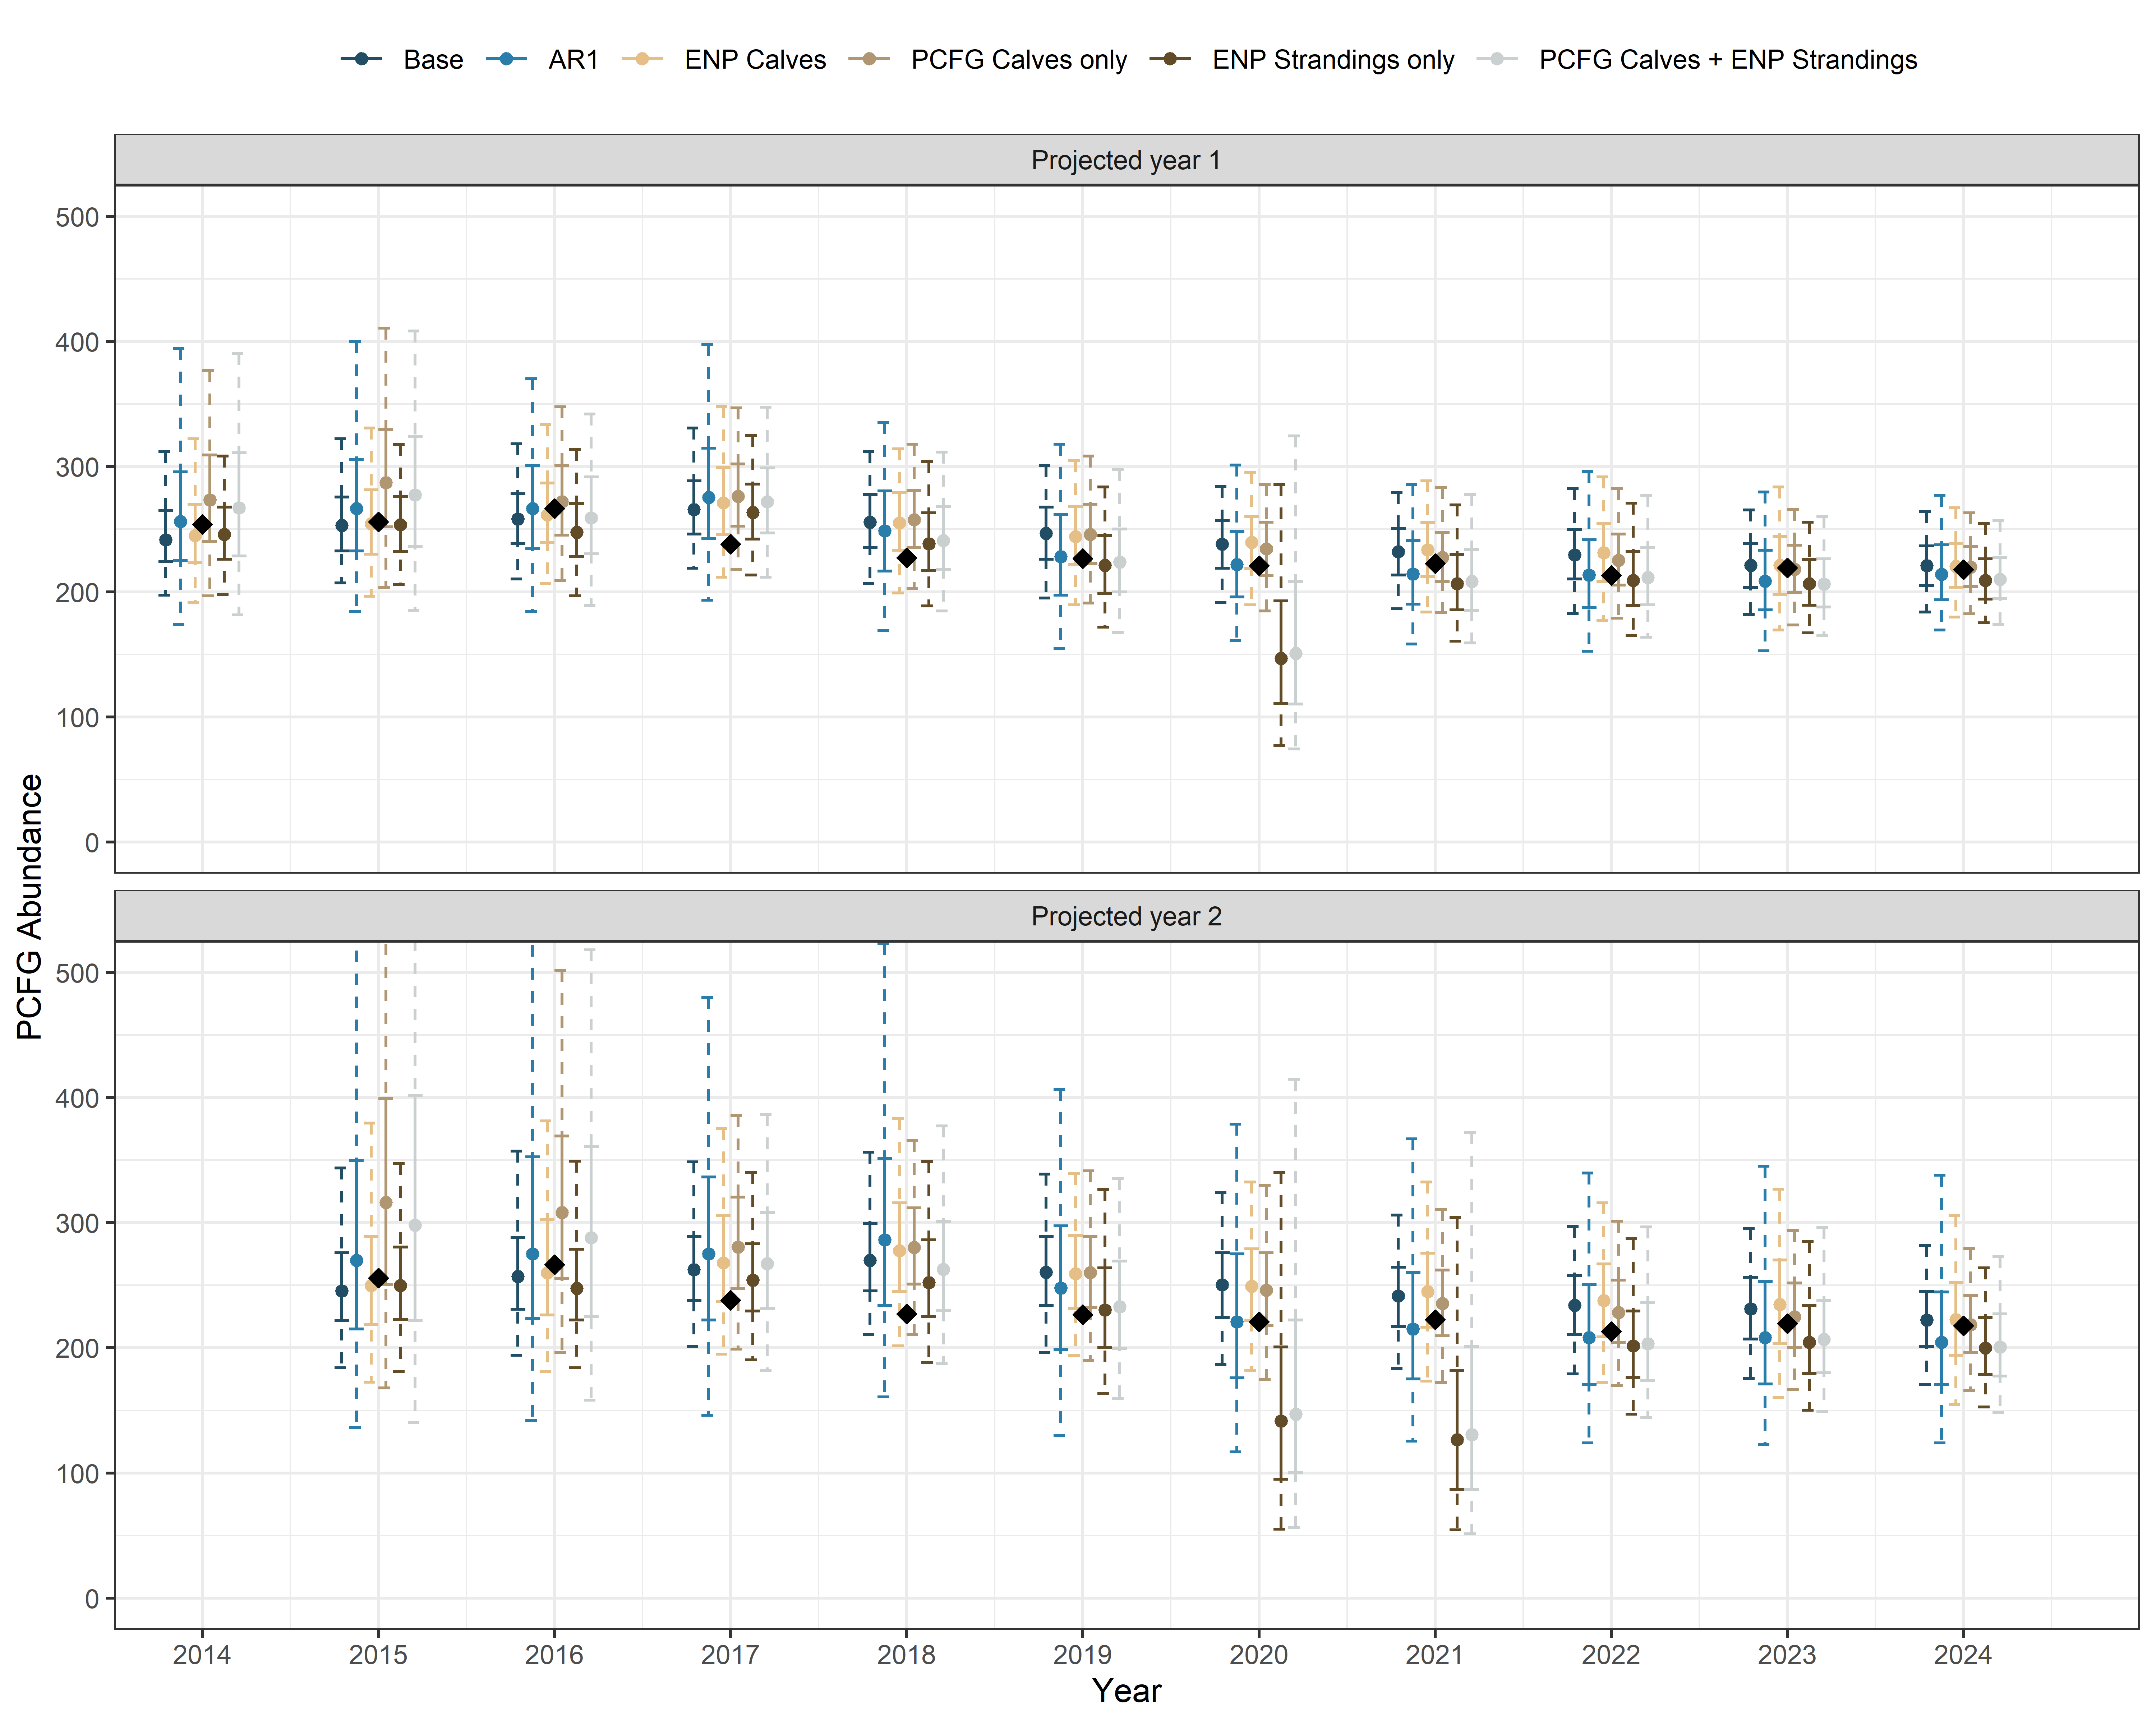 Base AR1 ENP Calves PCFG Calves only ENP Strandings only PCFG Calves + ENP Strandings
Projected year 1
500
400
300
200
100
0
PCFG Abundance
Projected year 2
500
400
300
200
100
0
2014 2015 2016 2017 2018 2019 2020 2021 2022 2023 2024
Year